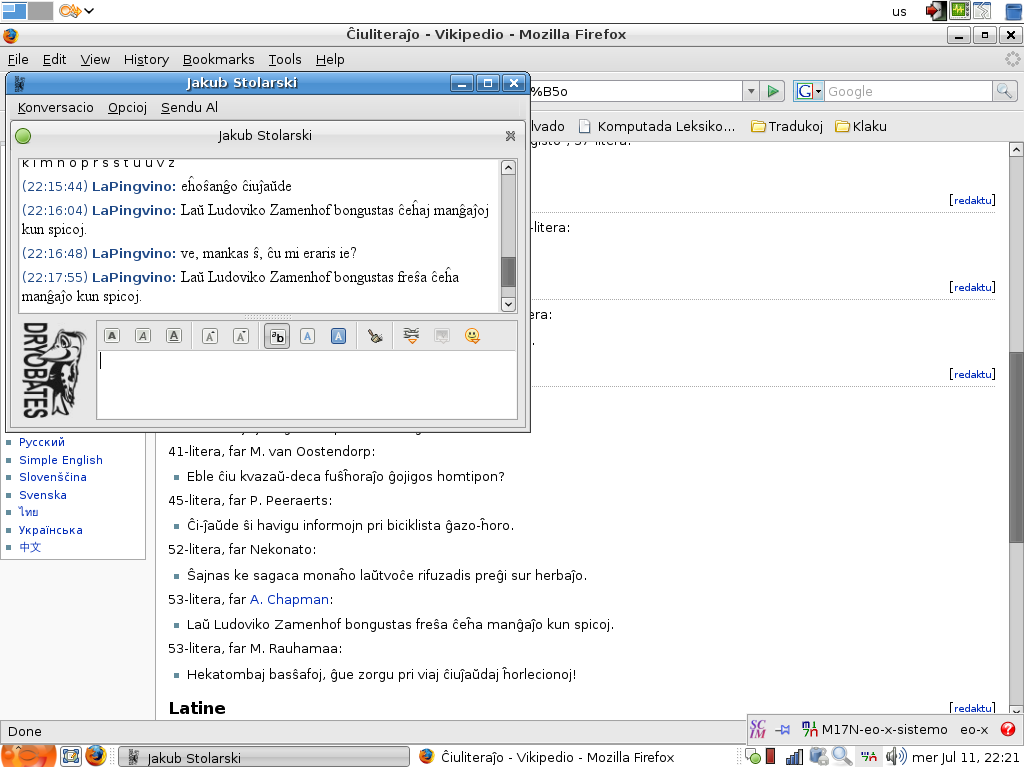 us
Ĉiuliteraĵo - Vikipedio - Mozilla Firefox
File Edit View History Bookmarks Tools Help
Jakub Stolarski
%B5o
G Google
Konversacio Opcioj Sendu Al
lvado Komputada Leksiko... Tradukoj Klaku
Jakub Stolarski
k l m n o p r s s t u u v z
(22:15:44) LaPingvino: eĥoŝanĝo ĉiuĵaŭde
(22:16:04) LaPingvino: Laŭ Ludoviko Zamenhof bongustas ĉeĥaj manĝaĵoj
kun spicoj.
(22:16:48) LaPingvino: ve, mankas ŝ, ĉu mi eraris ie?
(22:17:55) LaPingvino: Laŭ Ludoviko Zamenhof bongustas freŝa ĉeĥa
manĝaĵo kun spicoj.
[redaktu]
-litera:
[redaktu]
era:
[redaktu]
DRYOBATES
Русский
Simple English
Slovenščina
Svenska
ไทย
Українська
中文
41-litera, far M. van Oostendorp:
Eble ĉiu kvazaŭ-deca fuŝĥoraĵo ĝojigos homtipon?
45-litera, far P. Peeraerts:
Ĉi-ĵaŭde ŝi havigu informojn pri biciklista ĝazo-ĥoro.
52-litera, far Nekonato:
Ŝajnas ke sagaca monaĥo laŭtvoĉe rifuzadis preĝi sur herbaĵo.
53-litera, far A. Chapman:
Laŭ Ludoviko Zamenhof bongustas freŝa ĉeĥa manĝaĵo kun spicoj.
53-litera, far M. Rauhamaa:
Hekatombaj basŝafoj, ĝue zorgu pri viaj ĉiuĵaŭdaj ĥorlecionoj!
Latine [redaktu]
Done
SCIM M17N-eo-x-sistemo eo-x
Jakub Stolarski
Ĉiuliteraĵo - Vikipedio - Mozilla Firefox
mer Jul 11, 22:21